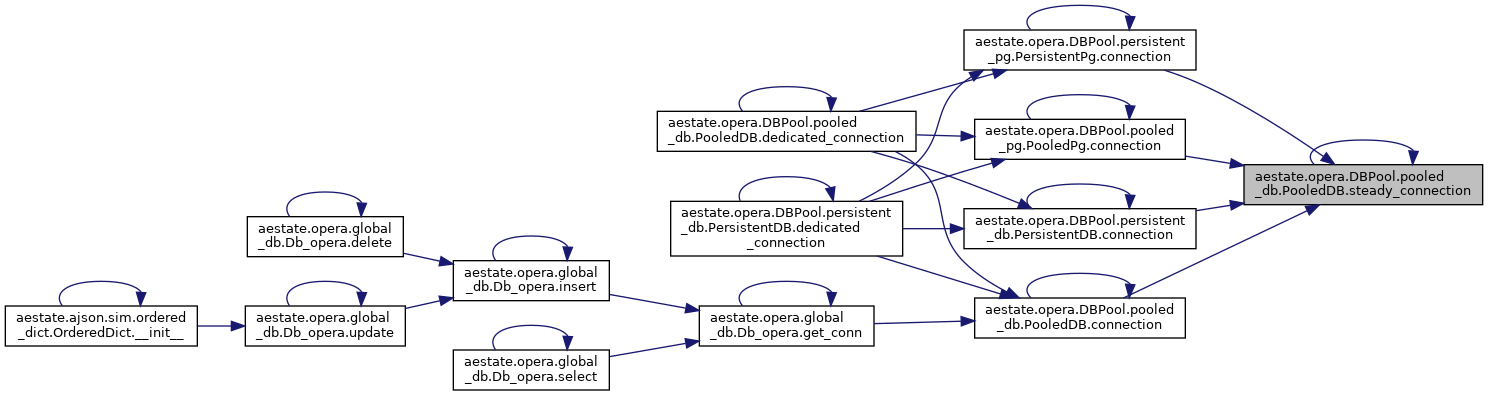 aestate.opera.DBPool.persistent
_pg.PersistentPg.connection
aestate.opera.DBPool.pooled
_db.PooledDB.dedicated_connection
aestate.opera.DBPool.pooled
_pg.PooledPg.connection
aestate.opera.DBPool.pooled
_db.PooledDB.steady_connection
aestate.opera.DBPool.persistent
_db.PersistentDB.dedicated
_connection
aestate.opera.DBPool.persistent
_db.PersistentDB.connection
aestate.opera.global
_db.Db_opera.delete
aestate.opera.global
_db.Db_opera.insert
aestate.ajson.sim.ordered
_dict.OrderedDict.__init__
aestate.opera.global
_db.Db_opera.update
aestate.opera.global
_db.Db_opera.get_conn
aestate.opera.DBPool.pooled
_db.PooledDB.connection
aestate.opera.global
_db.Db_opera.select